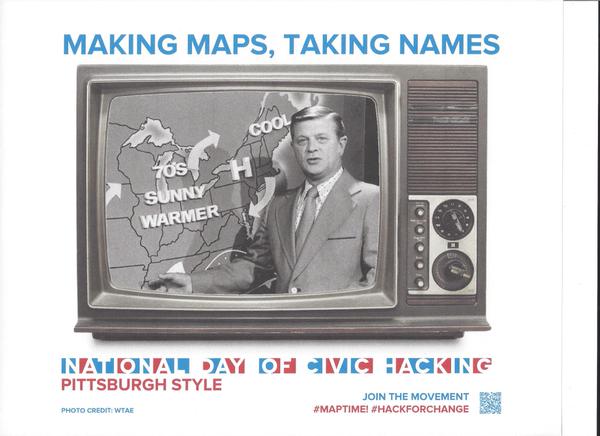 MAKING MAPS, TAKING NAMES
COOL
70'S
H
SUNNY
WARMER
NATIONAL DAY OF CIVIC HACKING
PITTSBURGH STYLE
JOIN THE MOVEMENT
PHOTO CREDIT: WTAE
#MAPTIME! #HACKFORCHANGE